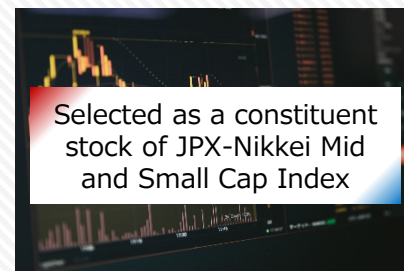 Selected as a constituent
stock of JPX-Nikkei Mid
and Small Cap Index